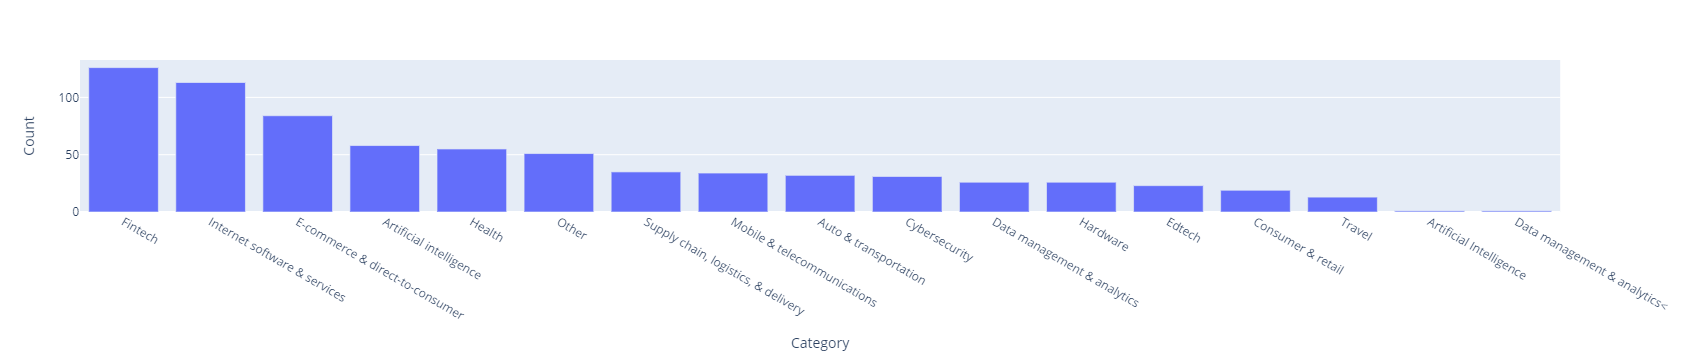 Count
100
50
0
Fintech
Internet software & services
E-commerce & direct-to-consumer
Artificial intelligence
Health
Other
Supply chain, logistics, & delivery
Mobile & telecommunications
Auto & transportation
Cybersecurity
Data management & analytics
Hardware
Edtech
Consumer & retail
Travel
Artificial Intelligence
Data management & analytics<
Category